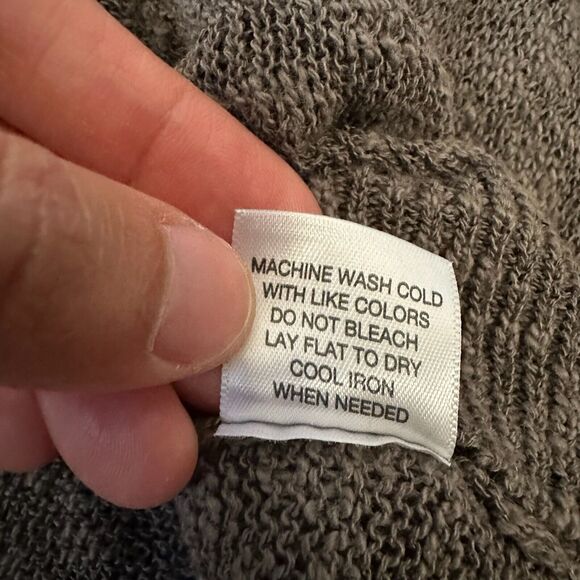 MACHINE WASH COLD
WITH LIKE COLORS
DO NOT BLEACH
LAY FLAT TO DRY
COOL IRON
WHEN NEEDED